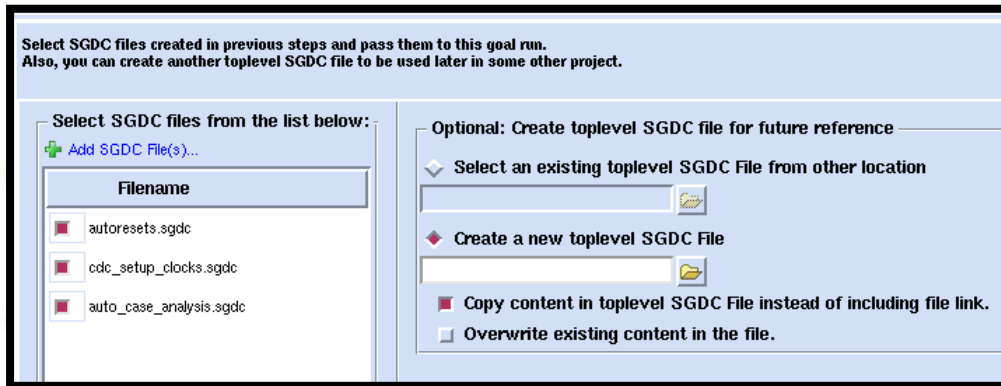 Select SGDC files created in previous steps and pass them to this goal run.
Also, you can create another toplevel SGDC file to be used later in some other project.
Select SGDC files from the list below:
Add SGDC File(s)...
Filename
autoresets.sgdc
cdc_setup_clocks.sgdc
auto_case_analysis.sgdc
Optional: Create toplevel SGDC file for future reference
Select an existing toplevel SGDC File from other location
Create a new toplevel SGDC File
Copy content in toplevel SGDC File instead of including file link.
Overwrite existing content in the file.